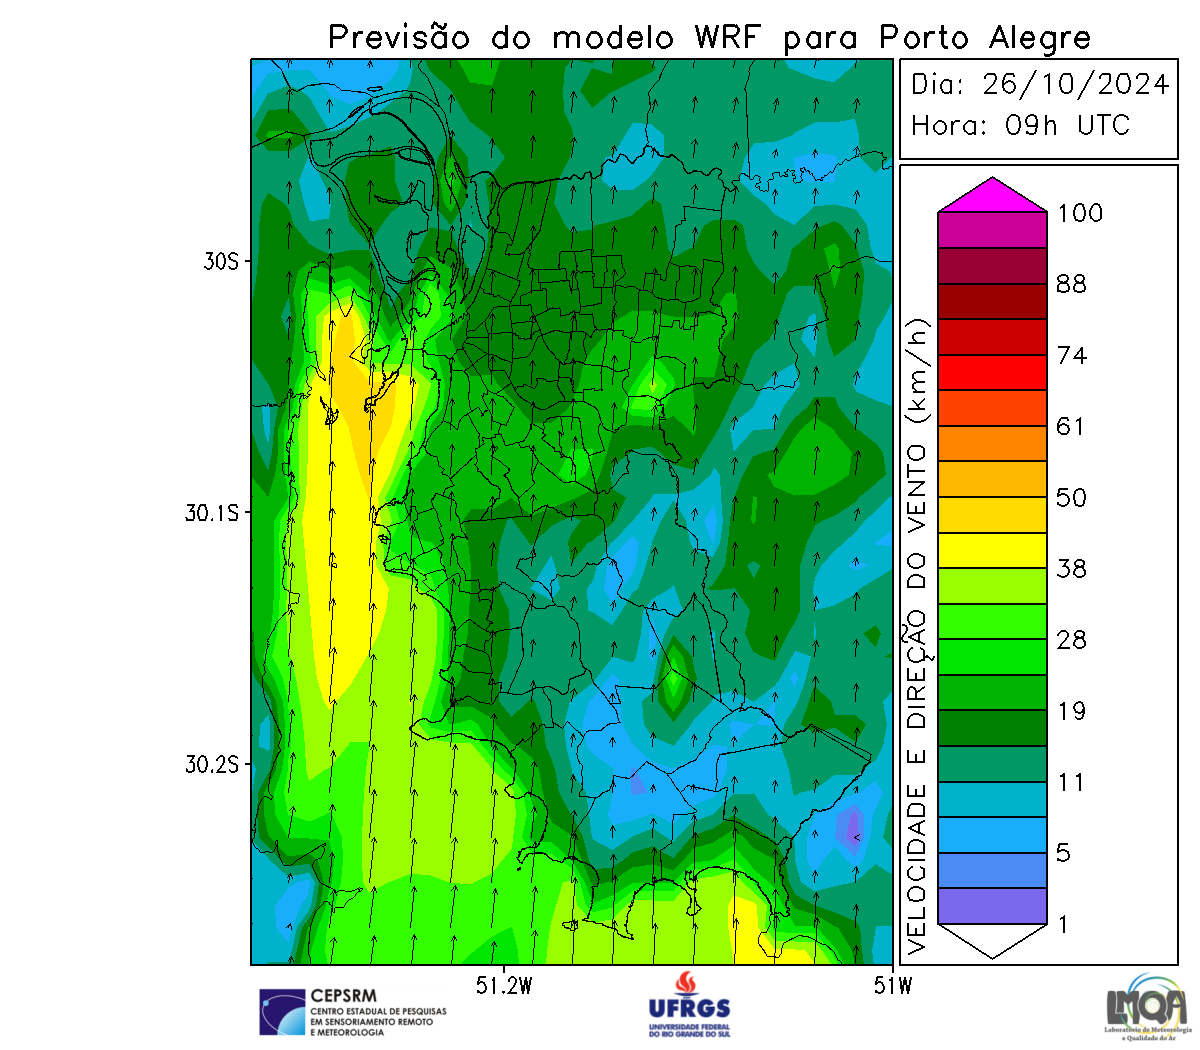 Previsão do modelo WRF para Porto Alegre
Dia: 26/10/2024
Hora: 09h UTC
30S
30.1S
30.2S
51.2W
51W
VELOCIDADE E DIREÇÃO DO VENTO (km/h)
100
88
74
61
50
38
28
19
11
5
1
CEPSRM
CENTRO ESTADUAL DE PESQUISAS
EM SENSORIAMENTO REMOTO
E METEOROLOGIA
UFRGS
UNIVERSIDADE FEDERAL
DO RIO GRANDE DO SUL
LMQA
Laboratório de Meteorologia
e Qualidade do Ar